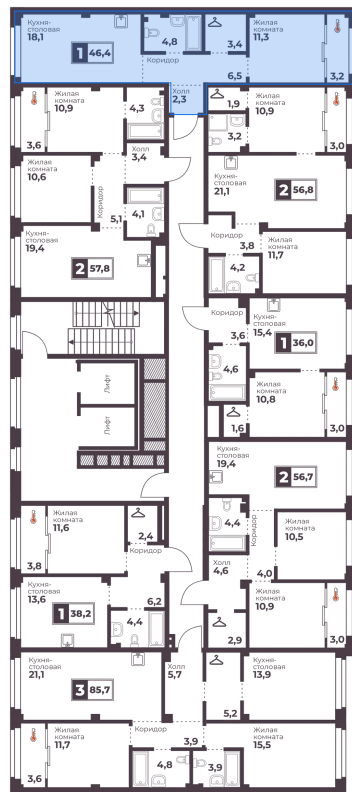 Кухня-
столовая
18,1
1 46,4
4,8
Коридор
3,4
6,5
Жилая
комната
11,3
3,2
Холл
2,3
Жилая
комната
10,9
3,6
4,3
1,9
3,2
Жилая
комната
10,9
3,0
Жилая
комната
10,6
Холл
3,4
Коридор
5,1
4,1
Кухня-
столовая
21,1
2 56,8
Кухня-
столовая
19,4
2 57,8
Коридор
3,8
4,2
Жилая
комната
11,7
Коридор
3,6
Кухня-
столовая
15,4
1 36,0
4,6
Жилая
комната
10,8
1,6
3,0
Лифт
Лифт
Кухня-
столовая
19,4
2 56,7
4,4
Коридор
4,0
Жилая
комната
10,5
Холл
4,6
Жилая
комната
10,9
2,9
3,0
Жилая
комната
11,6
3,8
2,4
Коридор
6,2
Кухня-
столовая
13,6
1 38,2
4,4
Кухня-
столовая
21,1
3 85,7
Холл
5,7
5,2
Кухня-
столовая
13,9
Жилая
комната
11,7
3,6
Коридор
3,9
4,8
3,9
Жилая
комната
15,5